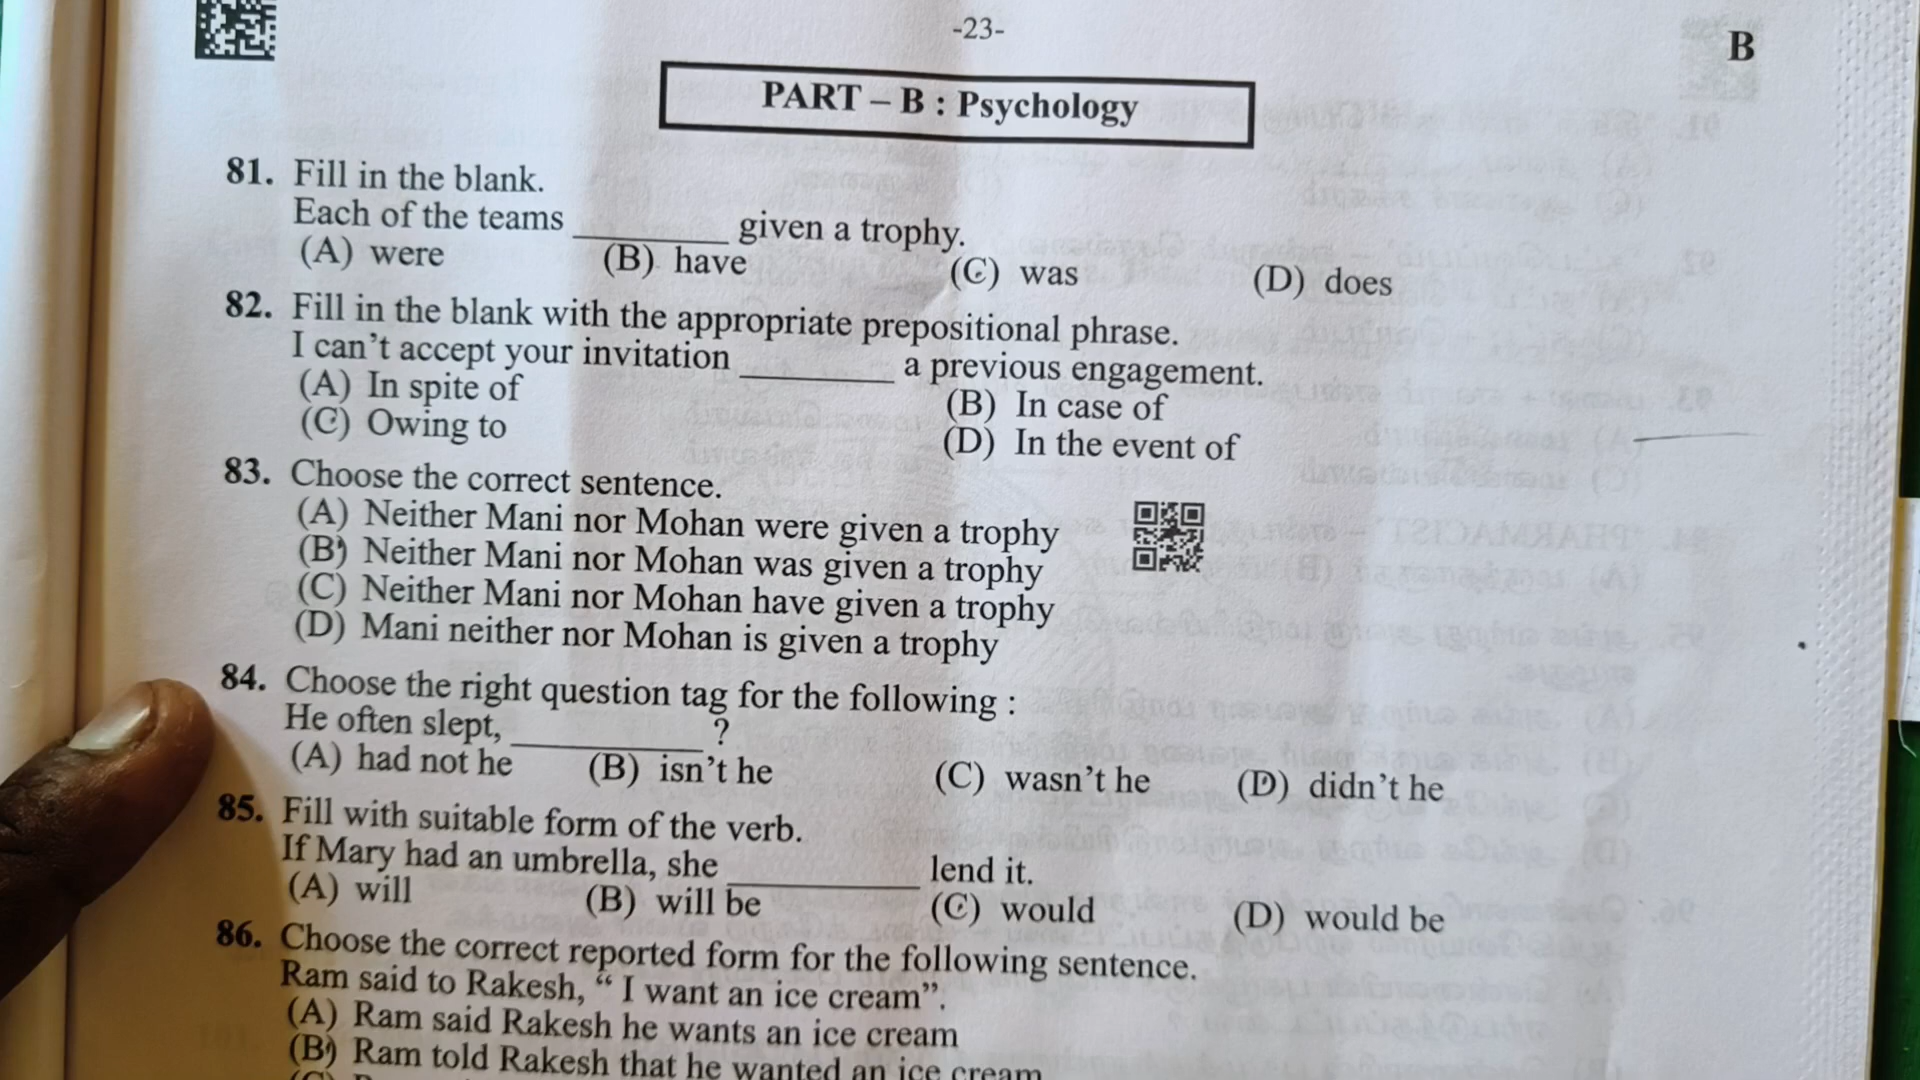 -23-
B
PART – B : Psychology
81. Fill in the blank.
Each of the teams __________ given a trophy.
(A) were (B) have (C) was (D) does
82. Fill in the blank with the appropriate prepositional phrase.
I can't accept your invitation __________ a previous engagement.
(A) In spite of (B) In case of
(C) Owing to (D) In the event of
83. Choose the correct sentence.
(A) Neither Mani nor Mohan were given a trophy
(B) Neither Mani nor Mohan was given a trophy
(C) Neither Mani nor Mohan have given a trophy
(D) Mani neither nor Mohan is given a trophy
84. Choose the right question tag for the following :
He often slept, __________ ?
(A) had not he (B) isn't he (C) wasn't he (D) didn't he
85. Fill with suitable form of the verb.
If Mary had an umbrella, she __________ lend it.
(A) will (B) will be (C) would (D) would be
86. Choose the correct reported form for the following sentence.
Ram said to Rakesh, “ I want an ice cream”.
(A) Ram said Rakesh he wants an ice cream
(B) Ram told Rakesh that he wanted an ice cream